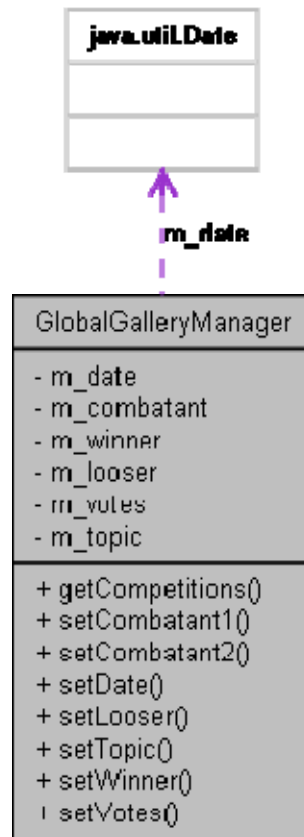 java.util.Date
m_date
GlobalGalleryManager
- m_date
- m_combatant
- m_winner
- m_looser
- m_votes
- m_topic
+ getCompetitions()
+ setCombatant1()
+ setCombatant2()
+ setDate()
+ setLooser()
+ setTopic()
+ setWinner()
+ setVotes()